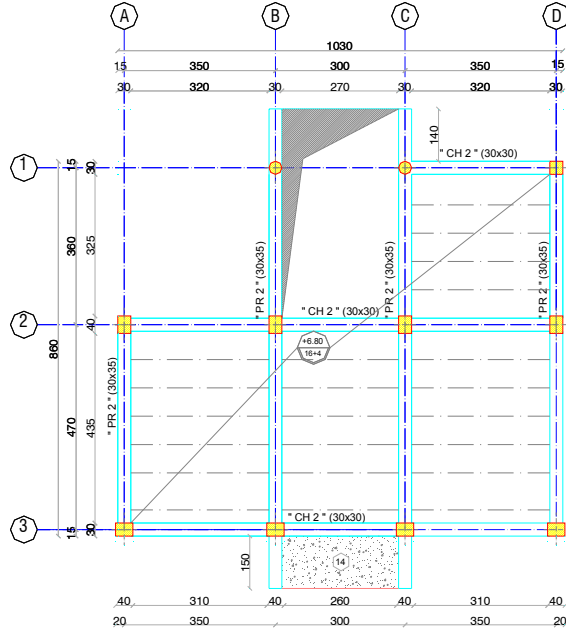 A B C D
1030
15 350 300 350 15
30 320 30 270 30 320 30
140
" CH 2 " (30x30)
1
15
30
360
325
" PR 2 " (30x35)
" PR 2 " (30x35)
" PR 2 " (30x35)
" CH 2 " (30x30)
2
40
+6.80
16+4
860
" PR 2 " (30x35)
470
435
" CH 2 " (30x30)
3
15
30
150
14
40 310 40 260 40 310 40
20 350 300 350 20